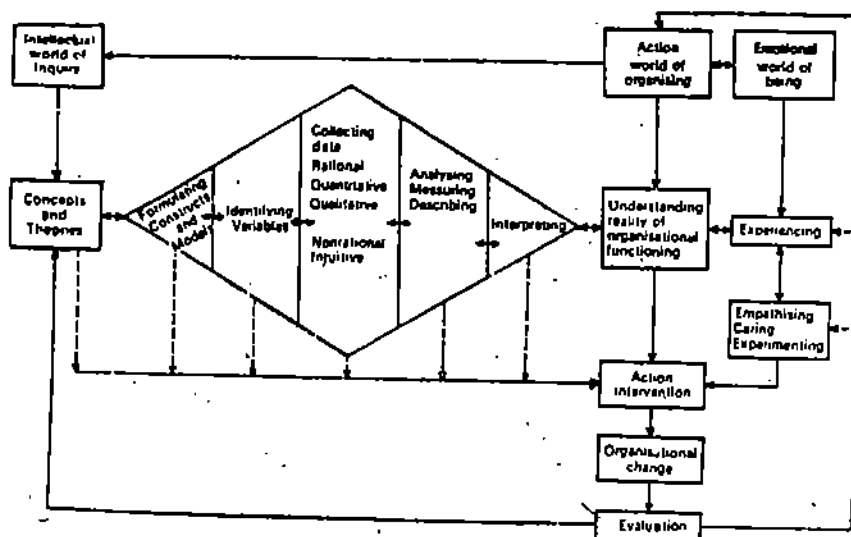 Intellectual
world of
Inquiry
Action
world of
organising
Emotional
world of
being
Concepts
and
Theories
Formulating
Constructs
and
Models
Identifying
Variables
Collecting
data
Rational
Quantitative
Qualitative
Nonrational
Intuitive
Analysing
Measuring
Describing
Interpreting
Understanding
reality of
organisational
functioning
Experiencing
Empathising
Caring
Experimenting
Action
Intervention
Organisational
change
Evaluation